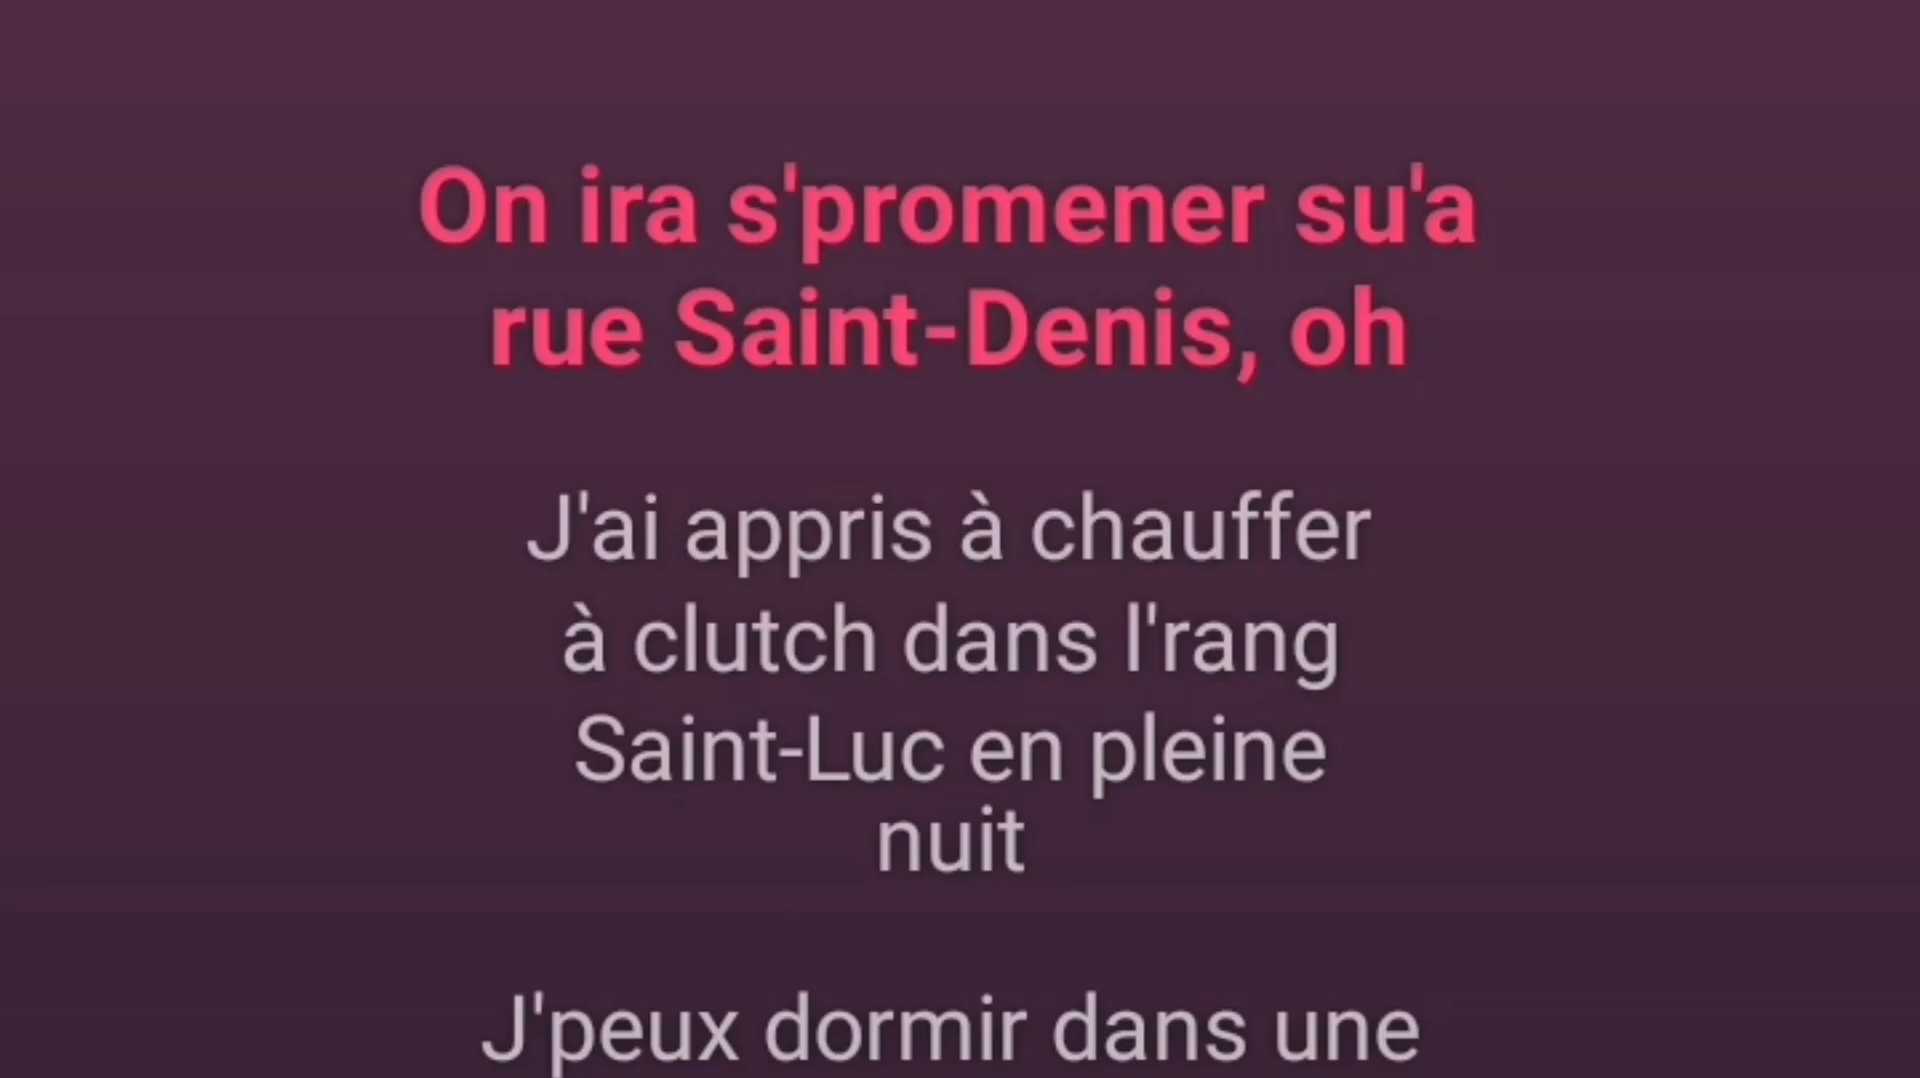 On ira s'promener su'a
rue Saint-Denis, oh
J'ai appris à chauffer
à clutch dans l'rang
Saint-Luc en pleine
nuit
J'peux dormir dans une